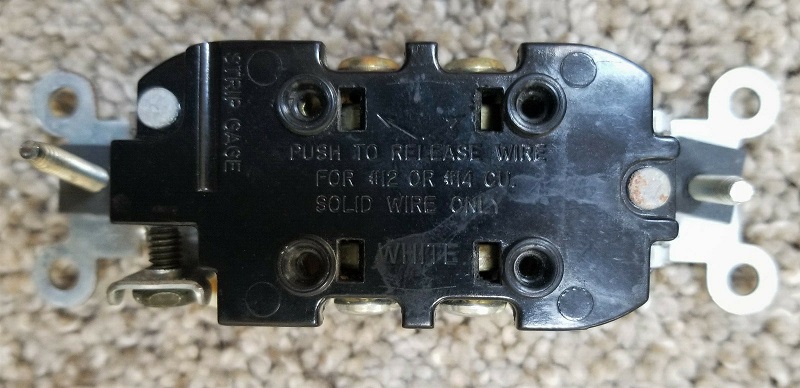 STRIP GAGE
PUSH TO RELEASE WIRE
FOR #12 OR #14 CU.
SOLID WIRE ONLY
WHITE